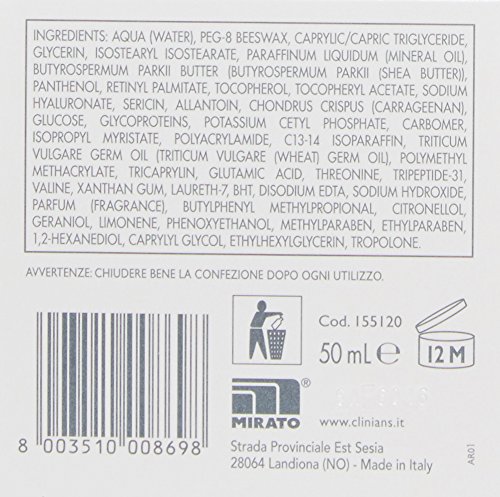 INGREDIENTS: AQUA (WATER), PEG-8 BEESWAX, CAPRYLIC/CAPRIC TRIGLYCERIDE,
GLYCERIN, ISOSTEARYL ISOSTEARATE, PARAFFINUM LIQUIDUM (MINERAL OIL),
BUTYROSPERMUM PARKII BUTTER (BUTYROSPERMUM PARKII (SHEA BUTTER)),
PANTHENOL, RETINYL PALMITATE, TOCOPHEROL, TOCOPHERYL ACETATE, SODIUM
HYALURONATE, SERICIN, ALLANTOIN, CHONDRUS CRISPUS (CARRAGEENAN),
GLUCOSE, GLYCOPROTEINS, POTASSIUM CETYL PHOSPHATE, CARBOMER,
ISOPROPYL MYRISTATE, POLYACRYLAMIDE, C13-14 ISOPARAFFIN, TRITICUM
VULGARE GERM OIL (TRITICUM VULGARE (WHEAT) GERM OIL), POLYMETHYL
METHACRYLATE, TRICAPRYLIN, GLUTAMIC ACID, THREONINE, TRIPEPTIDE-31,
VALINE, XANTHAN GUM, LAURETH-7, BHT, DISODIUM EDTA, SODIUM HYDROXIDE,
PARFUM (FRAGRANCE), BUTYLPHENYL METHYLPROPIONAL, CITRONELLOL,
GERANIOL, LIMONENE, PHENOXYETHANOL, METHYLPARABEN, ETHYLPARABEN,
1,2-HEXANEDIOL, CAPRYLYL GLYCOL, ETHYLHEXYLGLYCERIN, TROPOLONE.
AVVERTENZE: CHIUDERE BENE LA CONFEZIONE DOPO OGNI UTILIZZO.
Cod. 155120
50 mL e
12 M
MIRATO ®
www.clinians.it
8 003510 008698
Strada Provinciale Est Sesia
28064 Landiona (NO) - Made in Italy
AR01